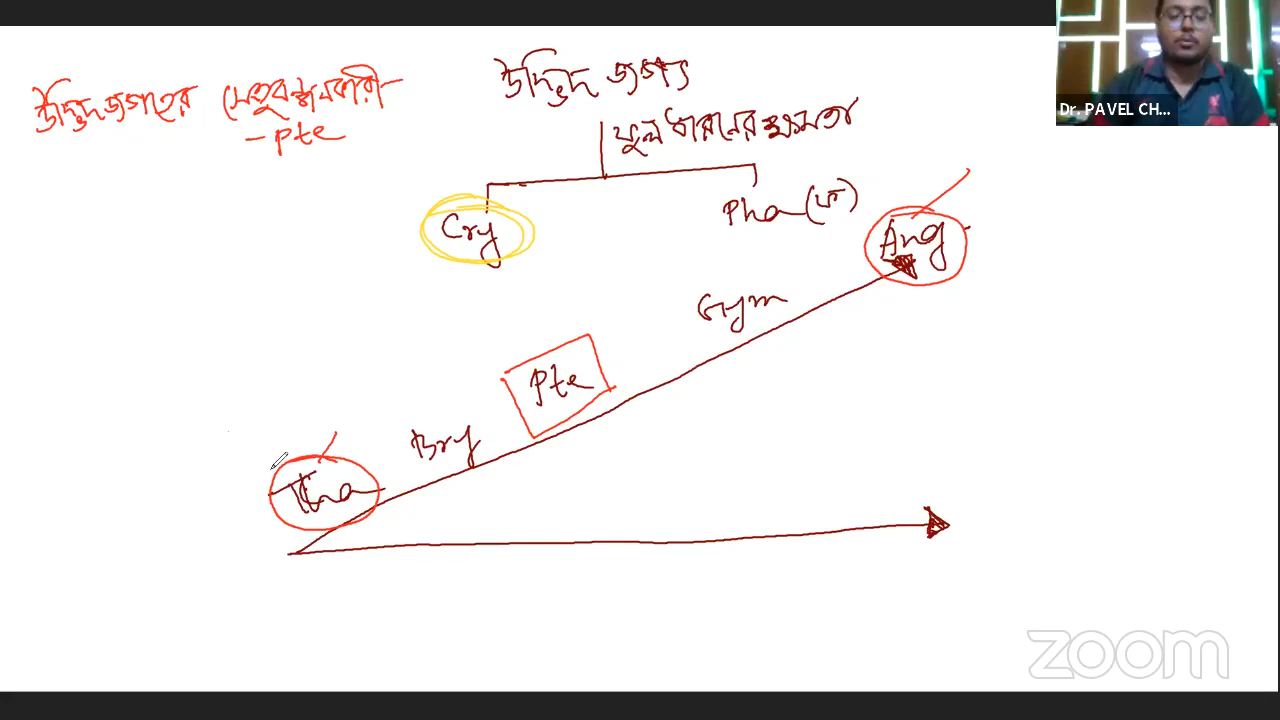 উদ্ভিদ জগতের সেতুবন্ধনকারী-
- pte
উদ্ভিদ জগৎ
ফুল ধারনের ক্ষমতা
Cry
Pha (ফ)
Ang
Gym
Pte
Bry
Tha
Dr. PAVEL CH...
zoom